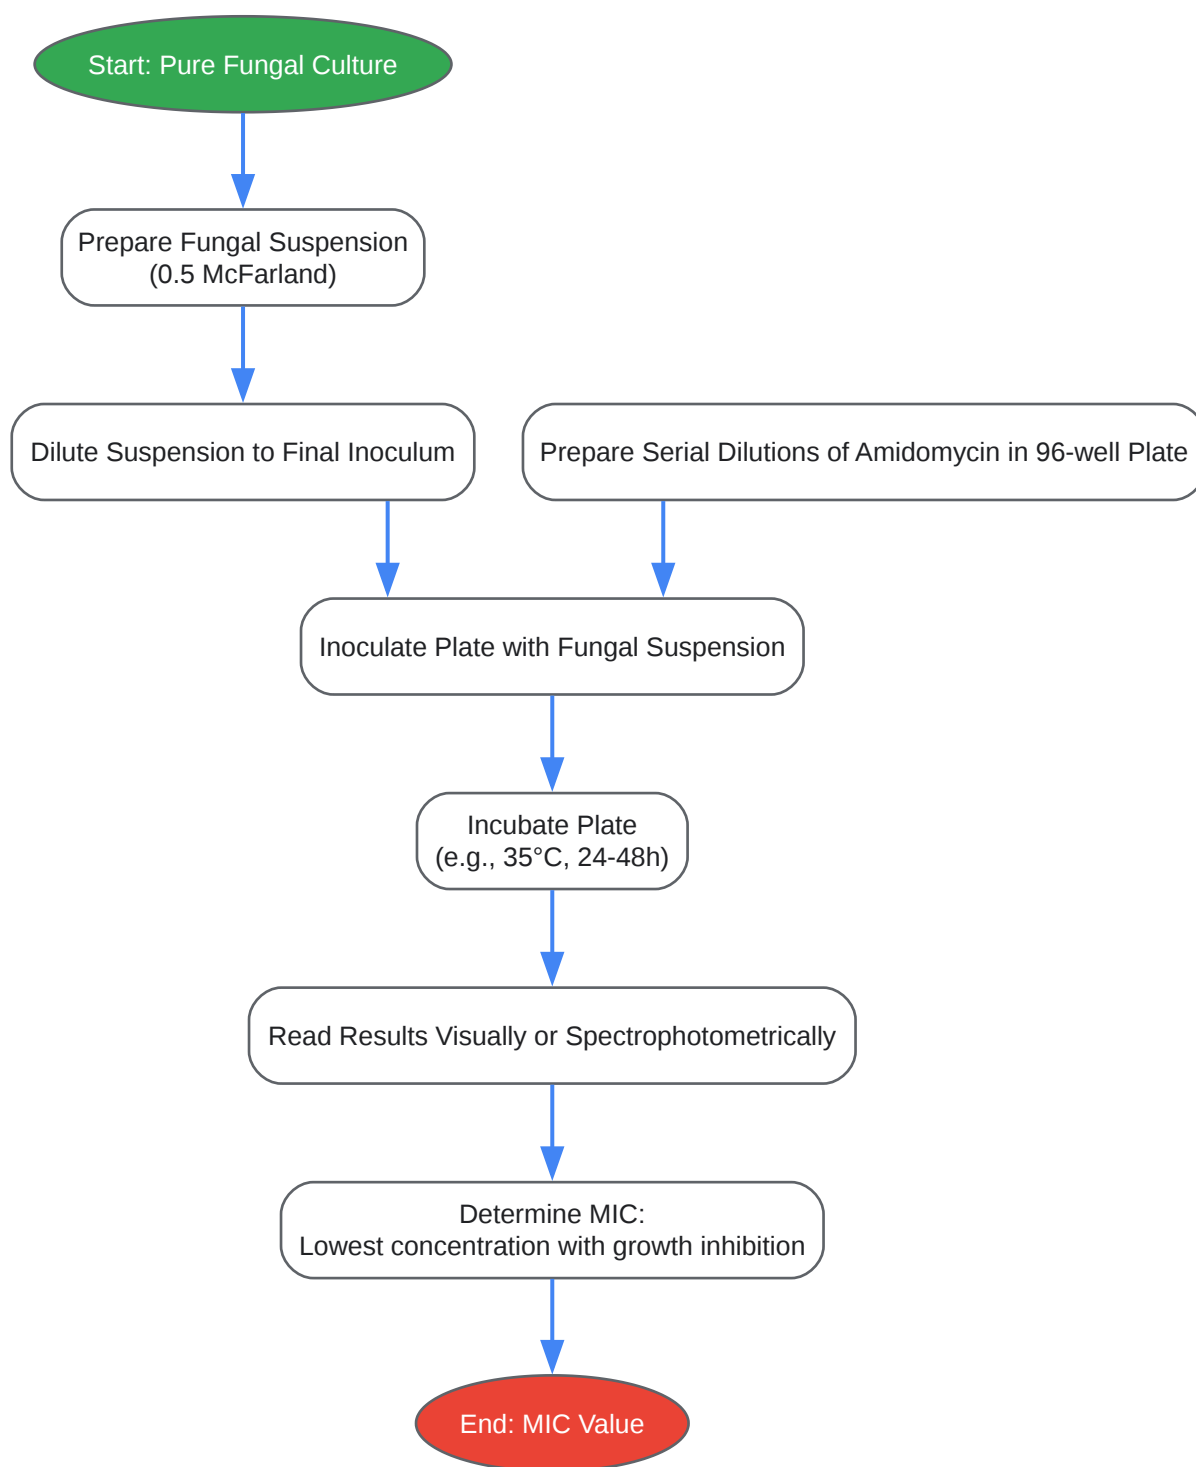 Start: Pure Fungal Culture
Prepare Fungal Suspension
(0.5 McFarland)
Dilute Suspension to Final Inoculum
Prepare Serial Dilutions of Amidomycin in 96-well Plate
Inoculate Plate with Fungal Suspension
Incubate Plate
(e.g., 35°C, 24-48h)
Read Results Visually or Spectrophotometrically
Determine MIC:
Lowest concentration with growth inhibition
End: MIC Value